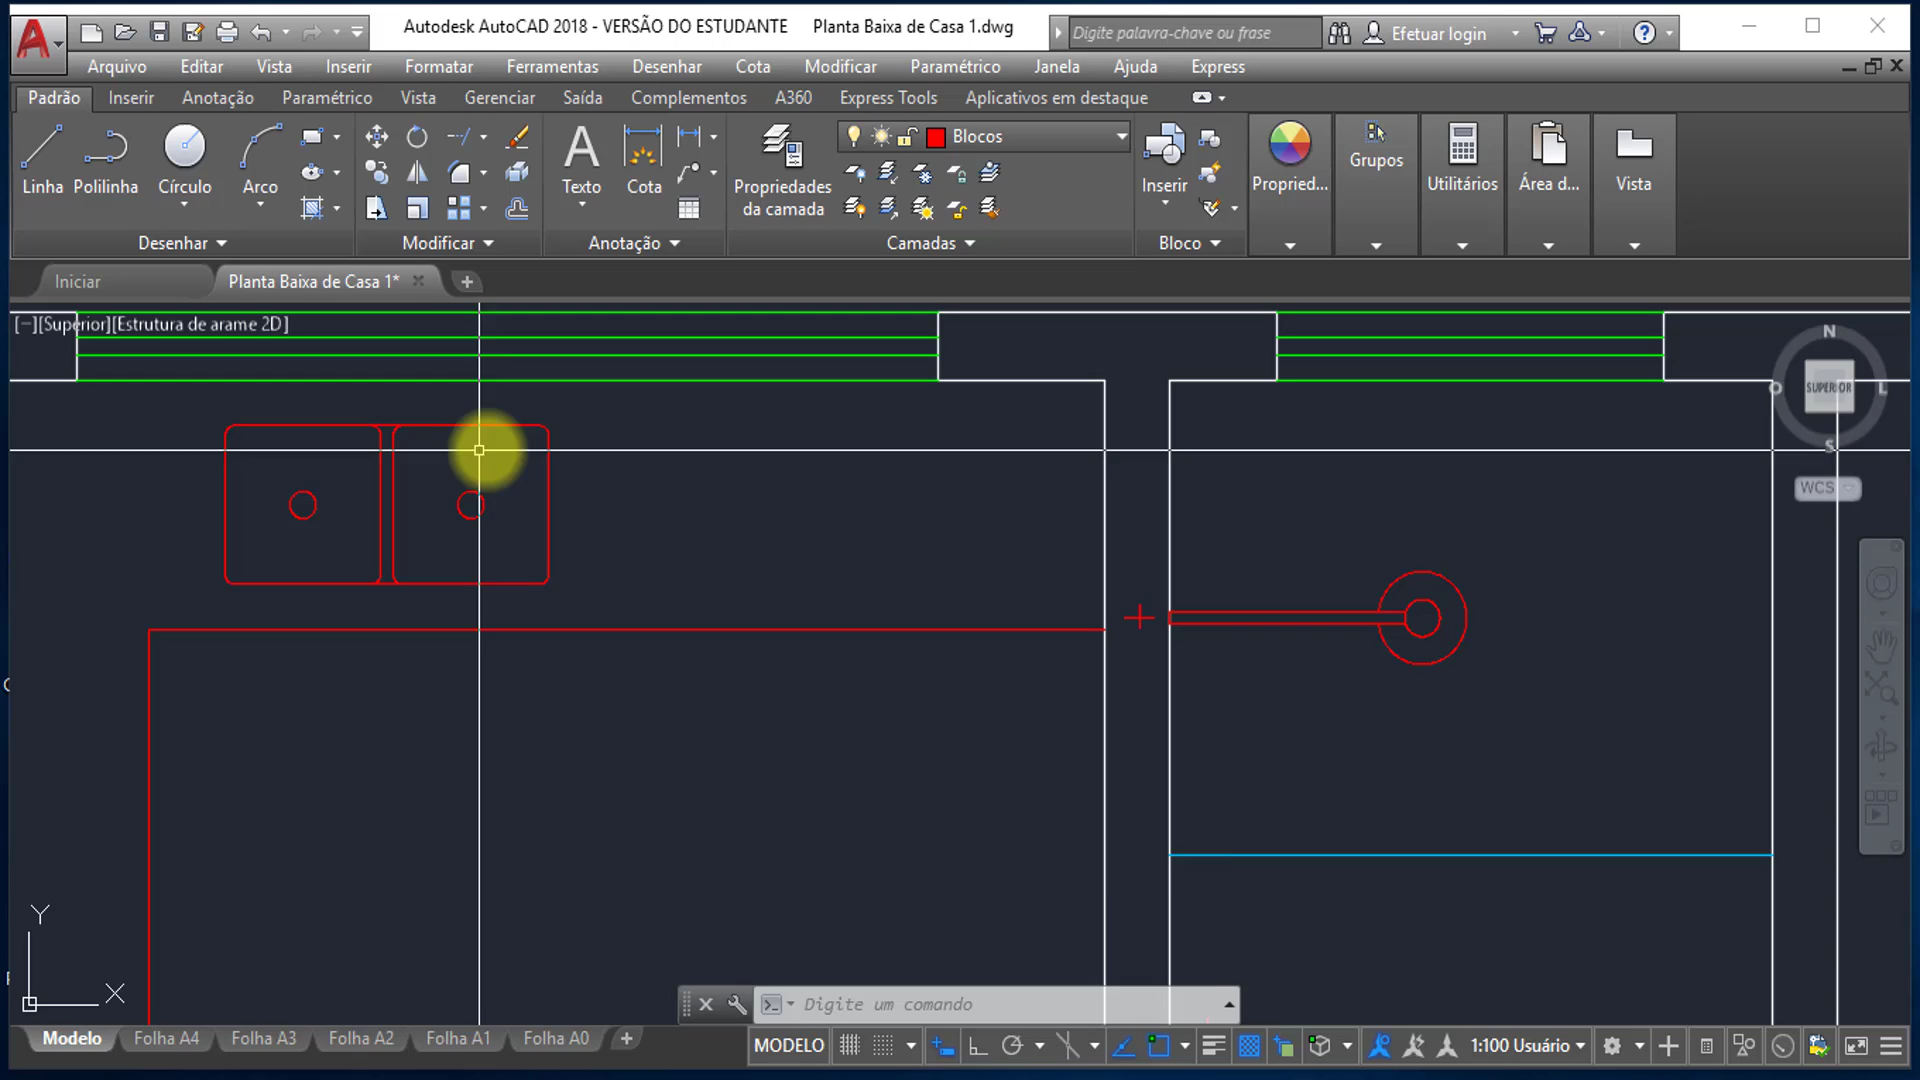 Autodesk AutoCAD 2018 - VERSÃO DO ESTUDANTE Planta Baixa de Casa 1.dwg
Digite palavra-chave ou frase
Efetuar login
Arquivo Editar Vista Inserir Formatar Ferramentas Desenhar Cota Modificar Paramétrico Janela Ajuda Express
Padrão Inserir Anotação Paramétrico Vista Gerenciar Saída Complementos A360 Express Tools Aplicativos em destaque
Blocos
Linha Polilinha Círculo Arco
Texto Cota
Propriedades
da camada
Inserir
Propried...
Grupos
Utilitários
Área d...
Vista
Desenhar Modificar Anotação Camadas Bloco
Iniciar Planta Baixa de Casa 1*
[−][Superior][Estrutura de arame 2D]
N
O SUPERIOR L
S
WCS
Y
X
Digite um comando
Modelo Folha A4 Folha A3 Folha A2 Folha A1 Folha A0
MODELO
1:100 Usuário